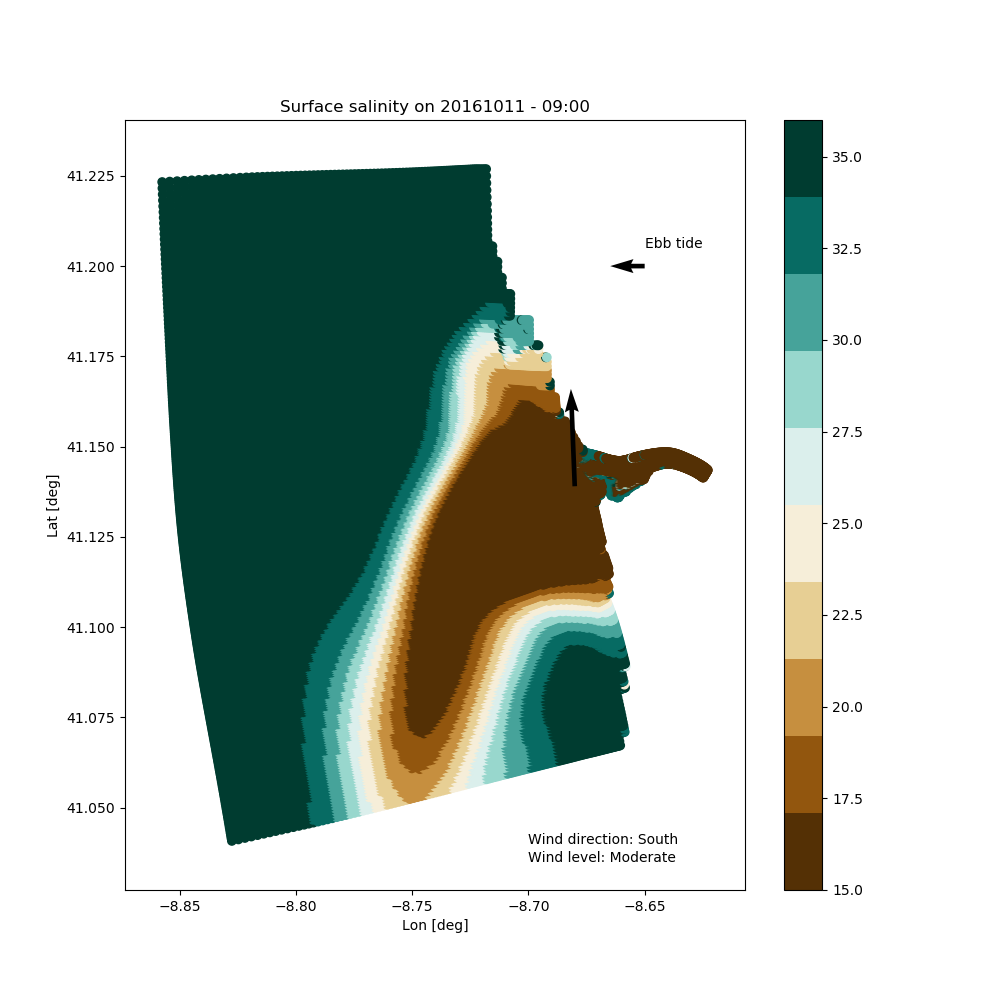 Surface salinity on 20161011 - 09:00
41.225
41.200
41.175
41.150
41.125
41.100
41.075
41.050
Lat [deg]
Ebb tide
Wind direction: South
Wind level: Moderate
−8.85 −8.80 −8.75 −8.70 −8.65
Lon [deg]
35.0
32.5
30.0
27.5
25.0
22.5
20.0
17.5
15.0